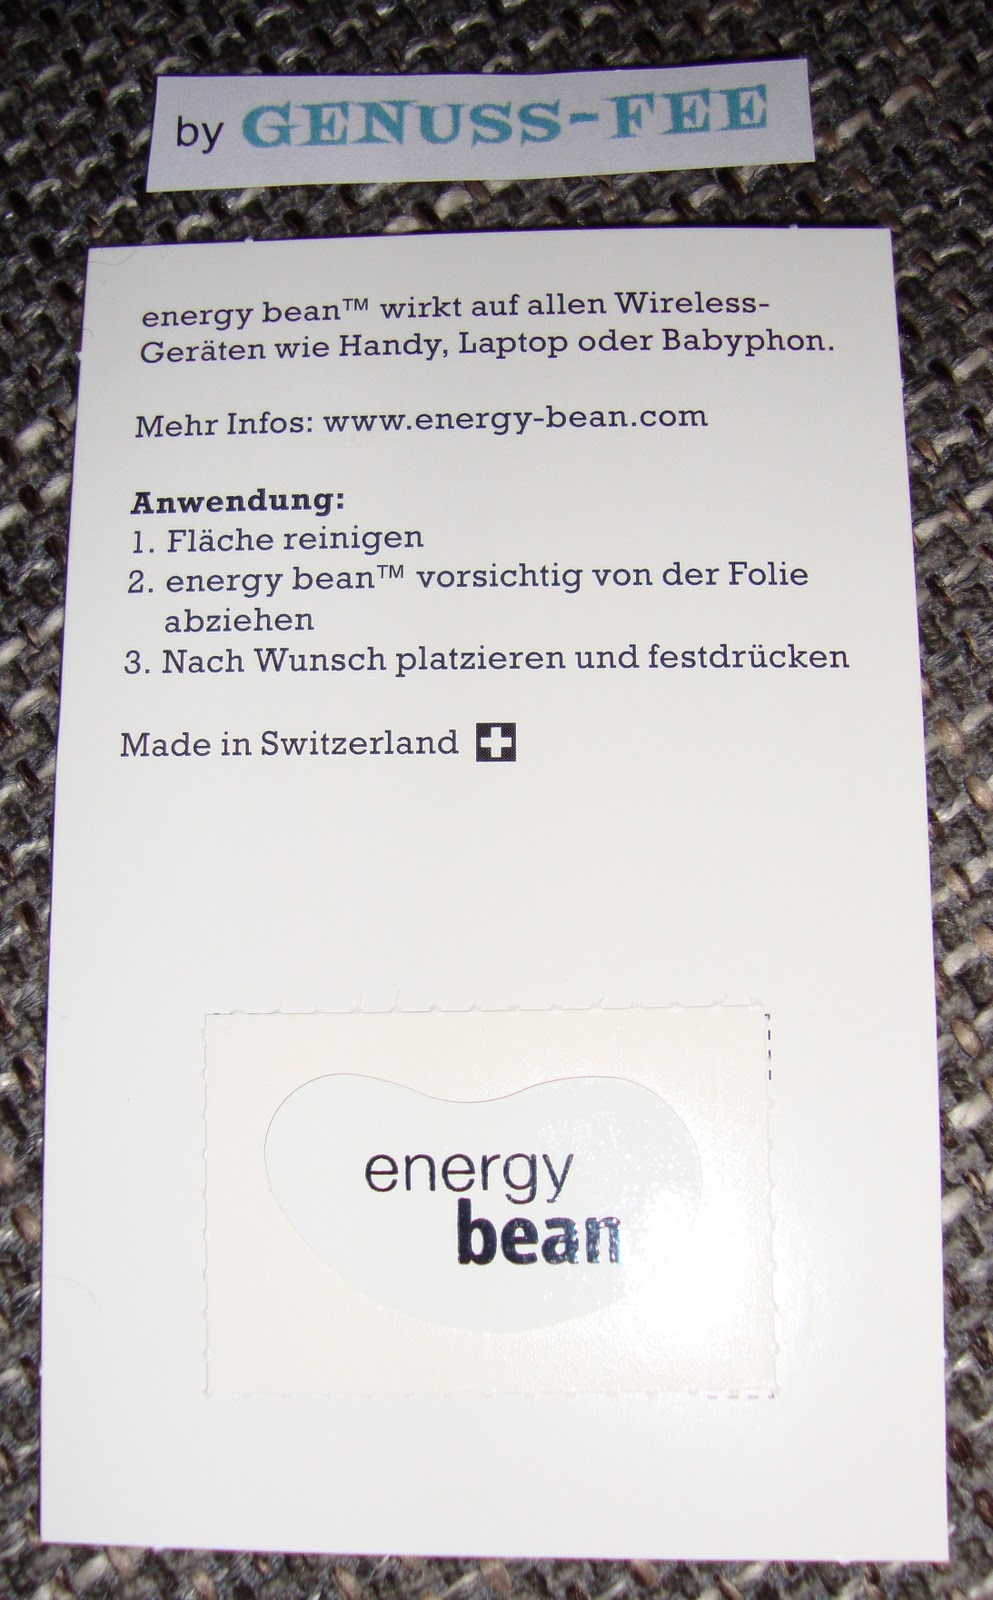 by GENUSS-FEE
energy bean™ wirkt auf allen Wireless-
Geräten wie Handy, Laptop oder Babyphon.
Mehr Infos: www.energy-bean.com
Anwendung:
1. Fläche reinigen
2. energy bean™ vorsichtig von der Folie
abziehen
3. Nach Wunsch platzieren und festdrücken
Made in Switzerland
energy
bean